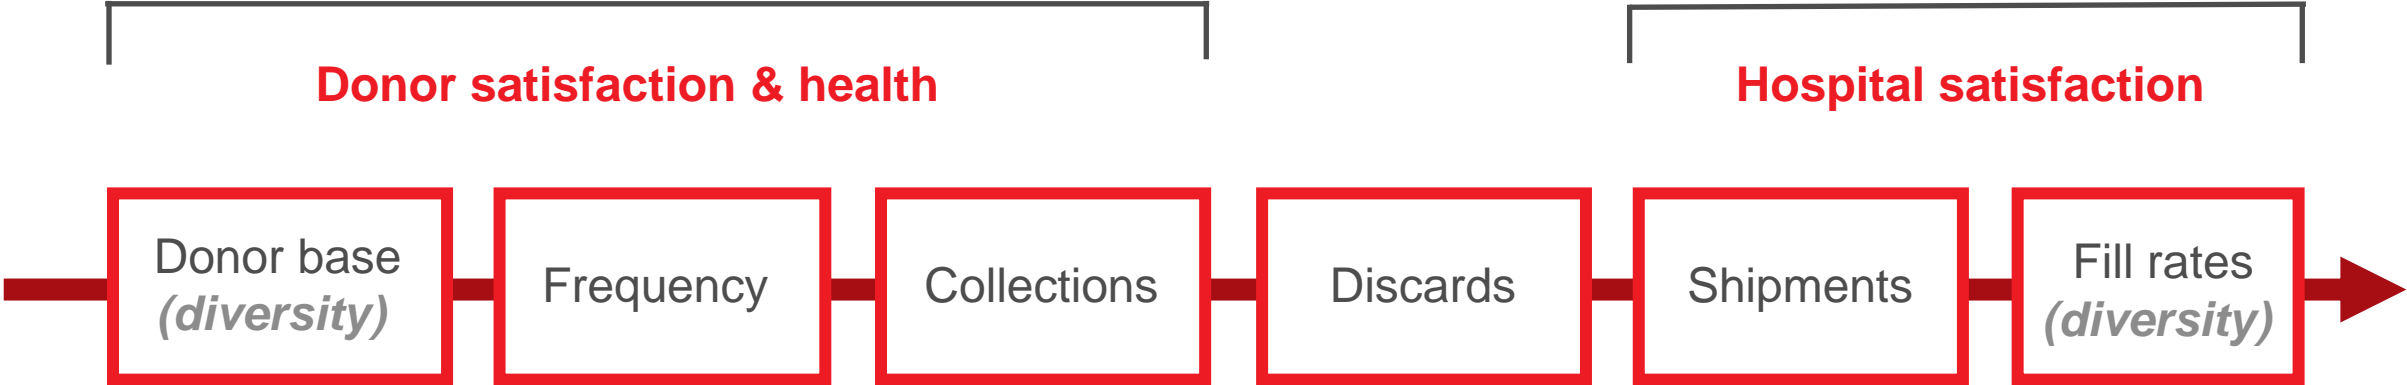 Donor satisfaction & health
Hospital satisfaction
Donor base
(diversity)
Frequency
Collections
Discards
Shipments
Fill rates
(diversity)